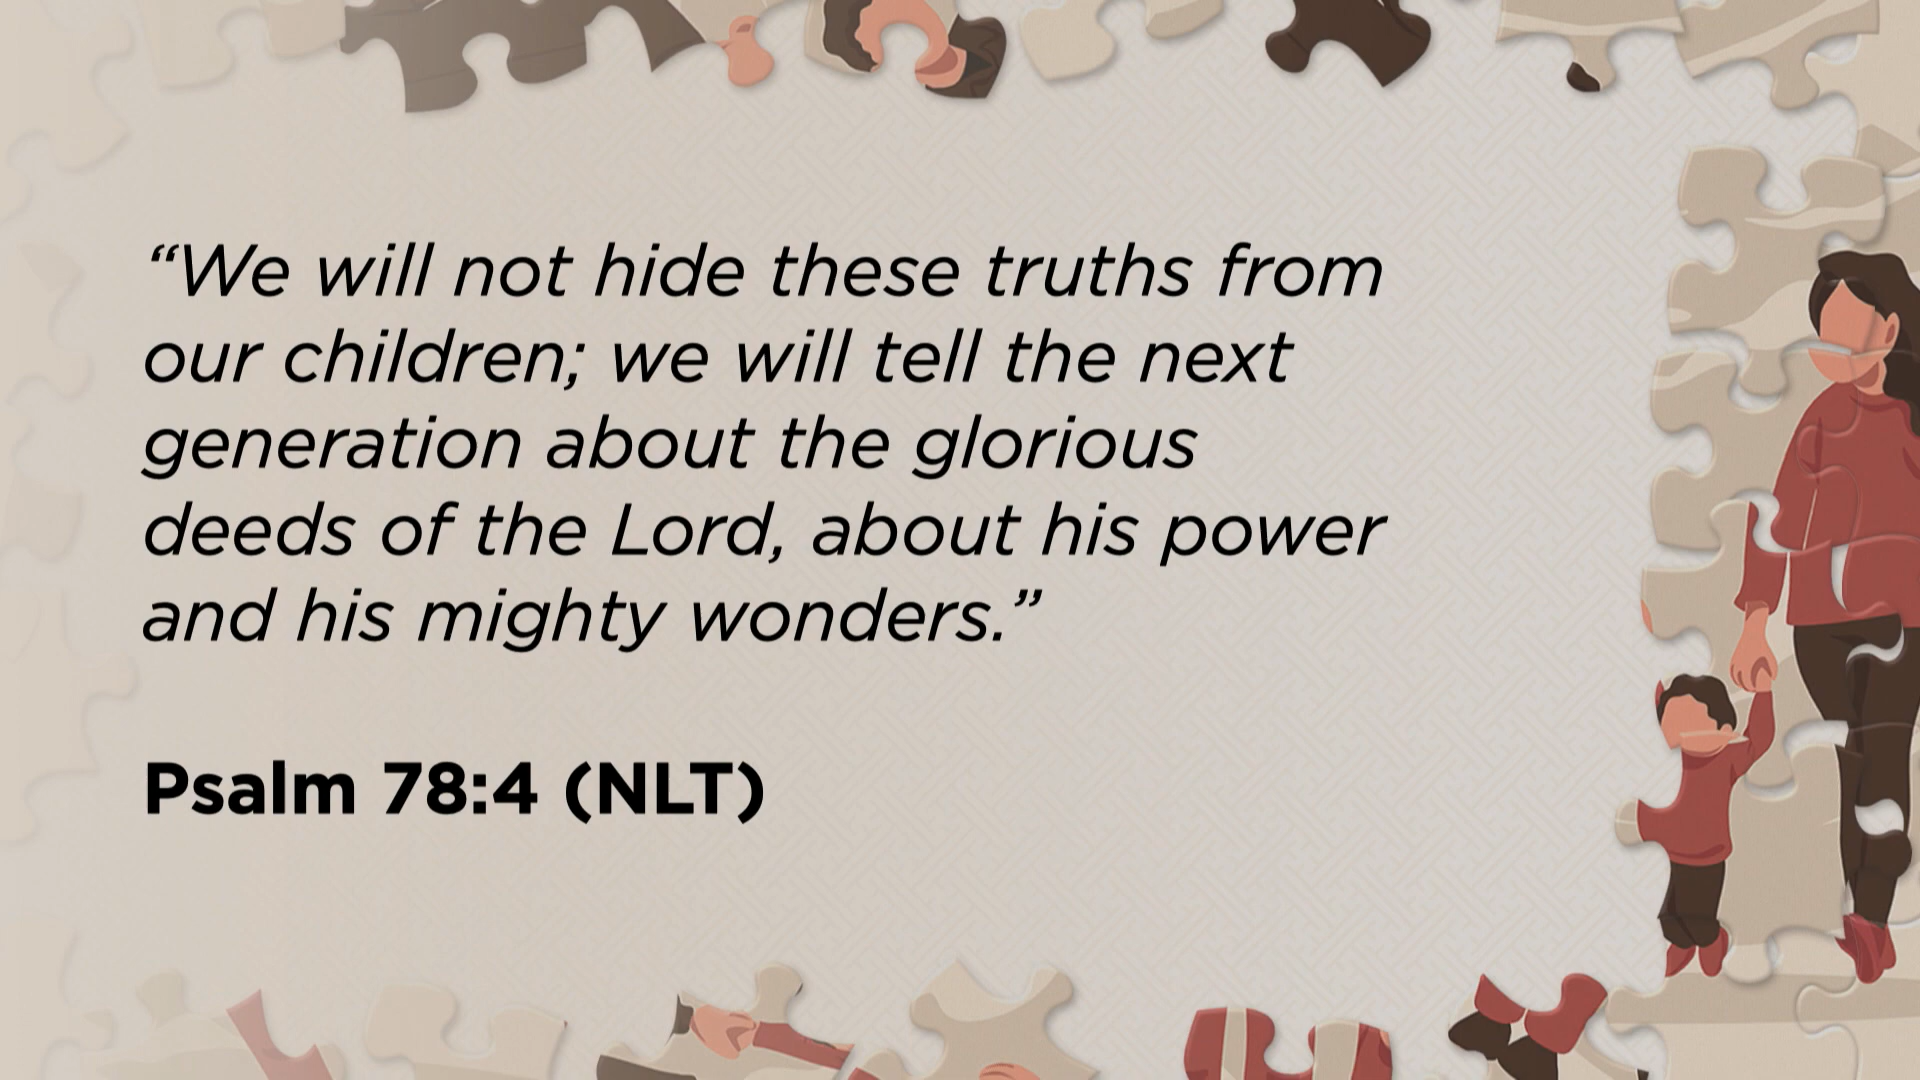 “We will not hide these truths from
our children; we will tell the next
generation about the glorious
deeds of the Lord, about his power
and his mighty wonders.”
Psalm 78:4 (NLT)